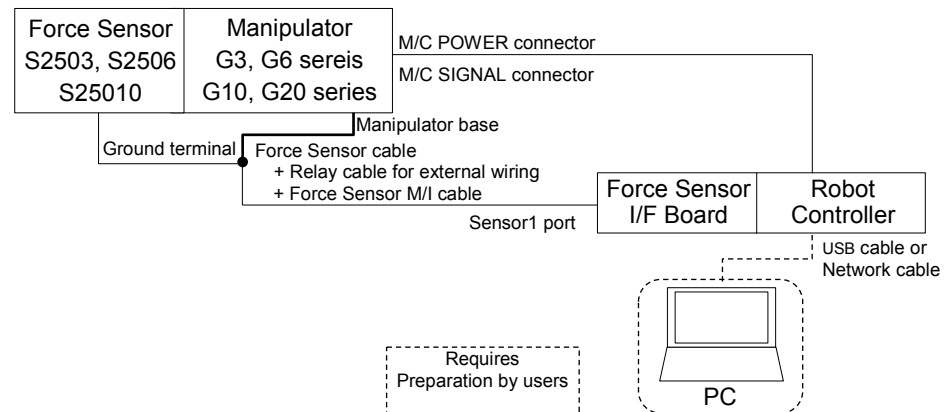 Force Sensor
S2503, S2506
S25010
Manipulator
G3, G6 sereis
G10, G20 series
M/C POWER connector
M/C SIGNAL connector
Manipulator base
Ground terminal
Force Sensor cable
+ Relay cable for external wiring
+ Force Sensor M/I cable
Sensor1 port
Force Sensor
I/F Board
Robot
Controller
USB cable or
Network cable
PC
Requires
Preparation by users